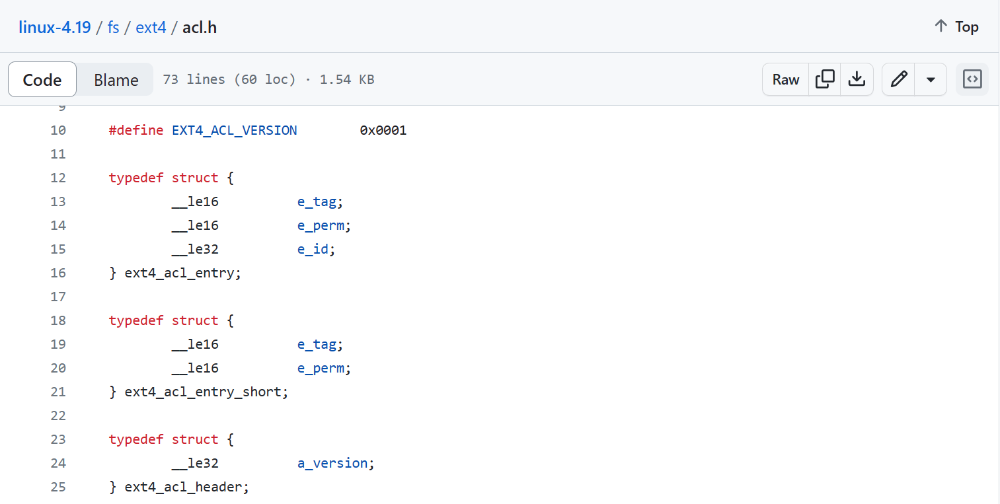 linux-4.19 / fs / ext4 / acl.h Top
Code Blame 73 lines (60 loc) · 1.54 KB Raw
9
10 #define EXT4_ACL_VERSION 0x0001
11
12 typedef struct {
13 __le16 e_tag;
14 __le16 e_perm;
15 __le32 e_id;
16 } ext4_acl_entry;
17
18 typedef struct {
19 __le16 e_tag;
20 __le16 e_perm;
21 } ext4_acl_entry_short;
22
23 typedef struct {
24 __le32 a_version;
25 } ext4_acl_header;